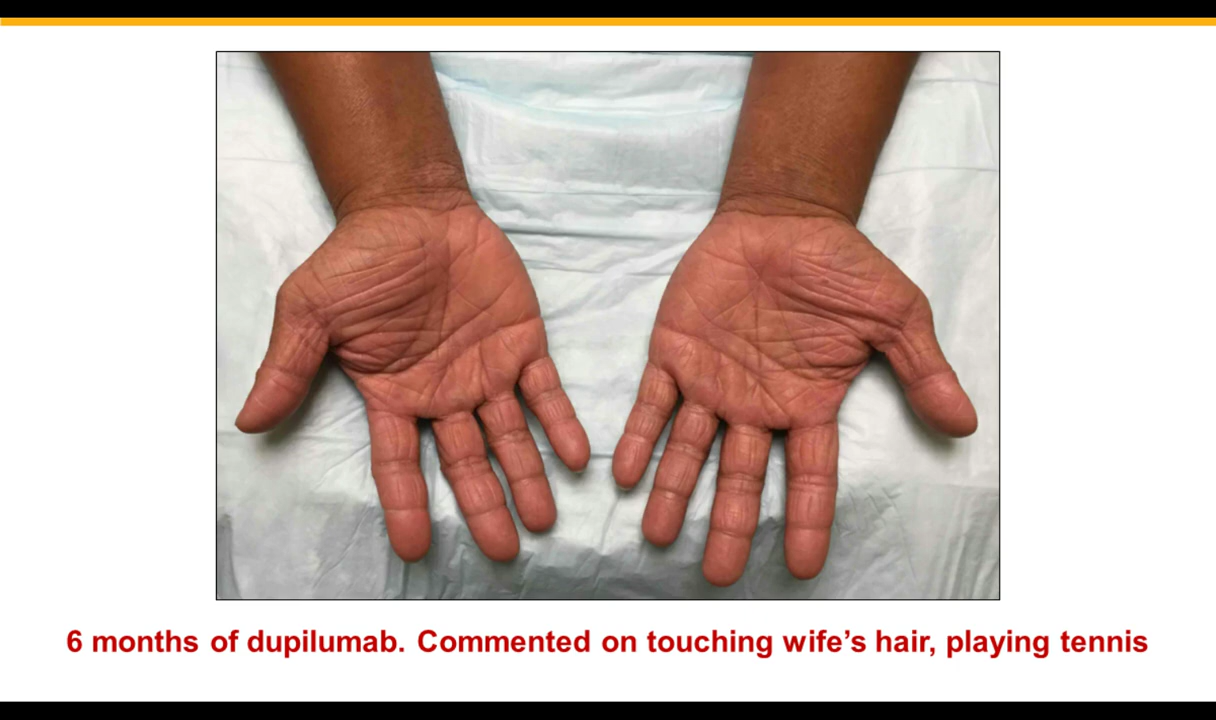 6 months of dupilumab. Commented on touching wife’s hair, playing tennis